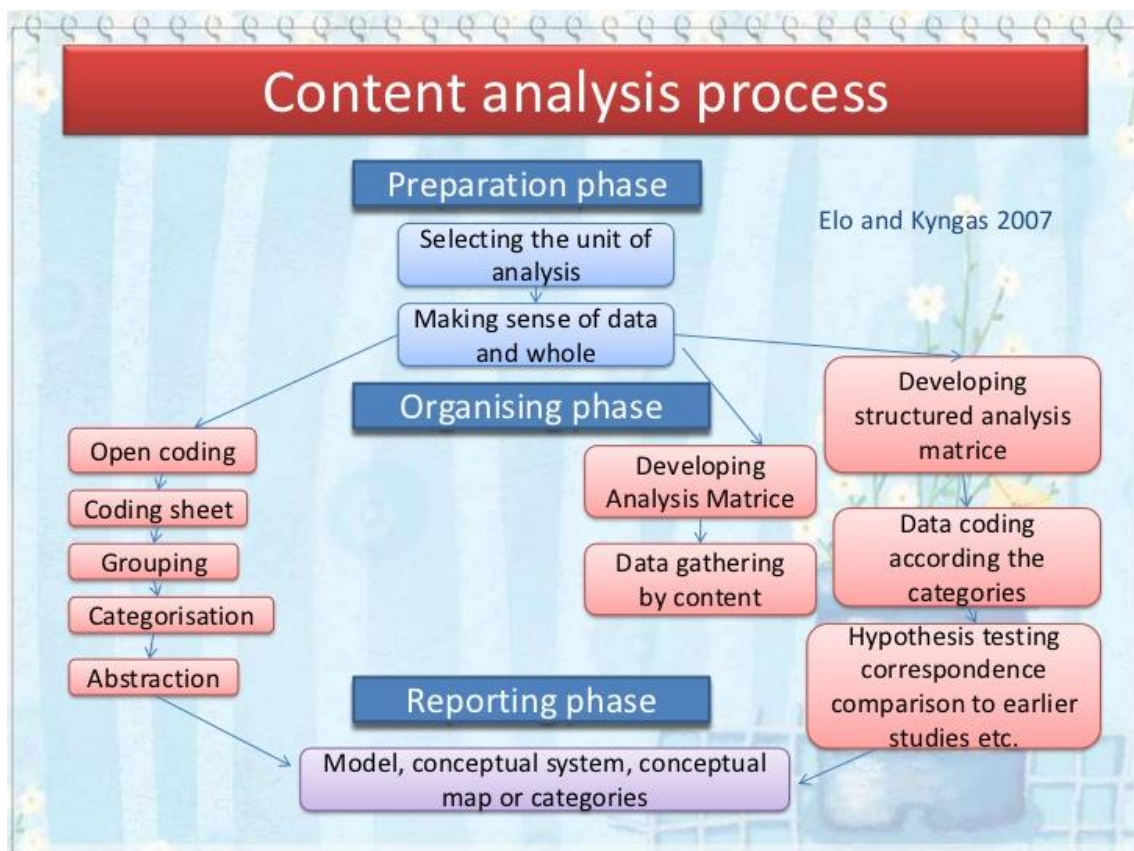 Content analysis process
Preparation phase
Elo and Kyngas 2007
Selecting the unit of
analysis
Making sense of data
and whole
Organising phase
Open coding
Coding sheet
Grouping
Categorisation
Abstraction
Developing
Analysis Matrice
Data gathering
by content
Developing
structured analysis
matrice
Data coding
according the
categories
Hypothesis testing
correspondence
comparison to earlier
studies etc.
Reporting phase
Model, conceptual system, conceptual
map or categories